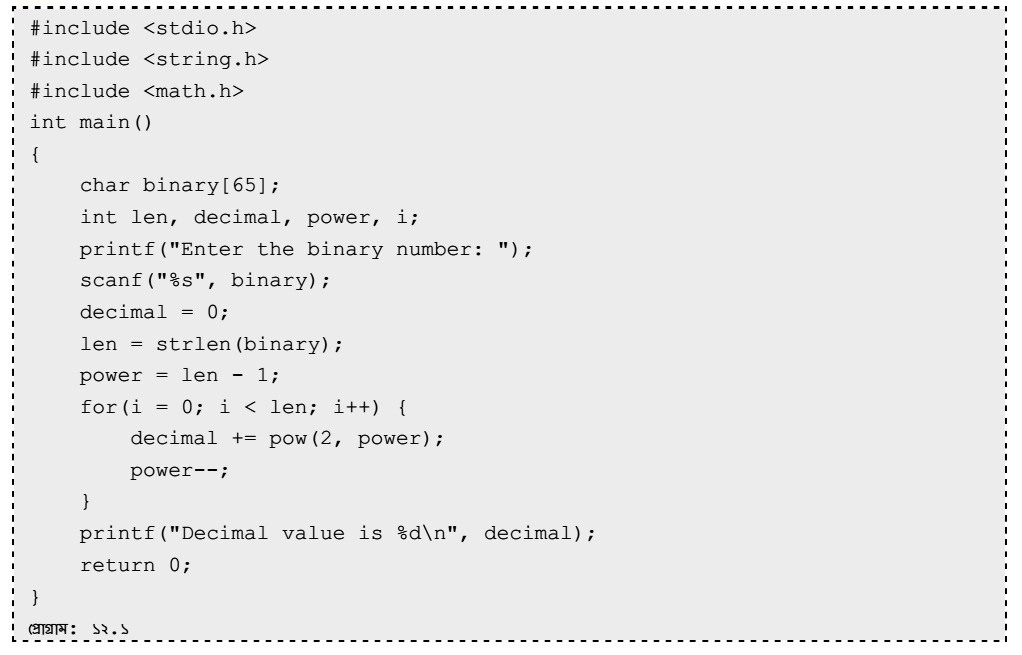 #include <stdio.h>
#include <string.h>
#include <math.h>
int main()
{
    char binary[65];
    int len, decimal, power, i;
    printf("Enter the binary number: ");
    scanf("%s", binary);
    decimal = 0;
    len = strlen(binary);
    power = len - 1;
    for(i = 0; i < len; i++) {
        decimal += pow(2, power);
        power--;
    }
    printf("Decimal value is %d\n", decimal);
    return 0;
}
প্রোগ্রাম: ১২.১